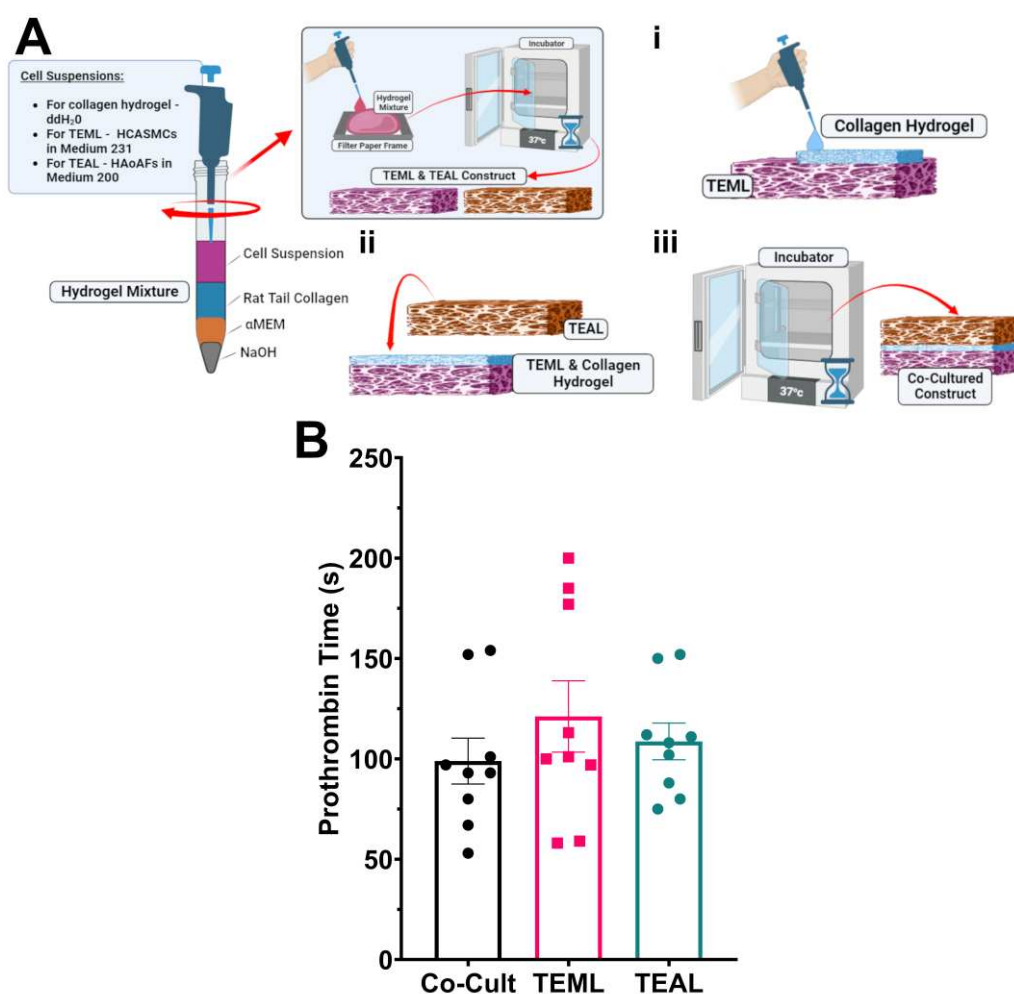 A
Cell Suspensions:
• For collagen hydrogel -
ddH₂0
• For TEML - HCASMCs
in Medium 231
• For TEAL - HAoAFs in
Medium 200
Hydrogel Mixture
Cell Suspension
Rat Tail Collagen
αMEM
NaOH
Incubator
Hydrogel
Mixture
Filter Paper Frame
37°c
TEML & TEAL Construct
i
Collagen Hydrogel
TEML
ii
TEAL
TEML & Collagen
Hydrogel
iii
Incubator
37°c
Co-Cultured
Construct
B
Prothrombin Time (s)
250
200
150
100
50
0
Co-Cult TEML TEAL